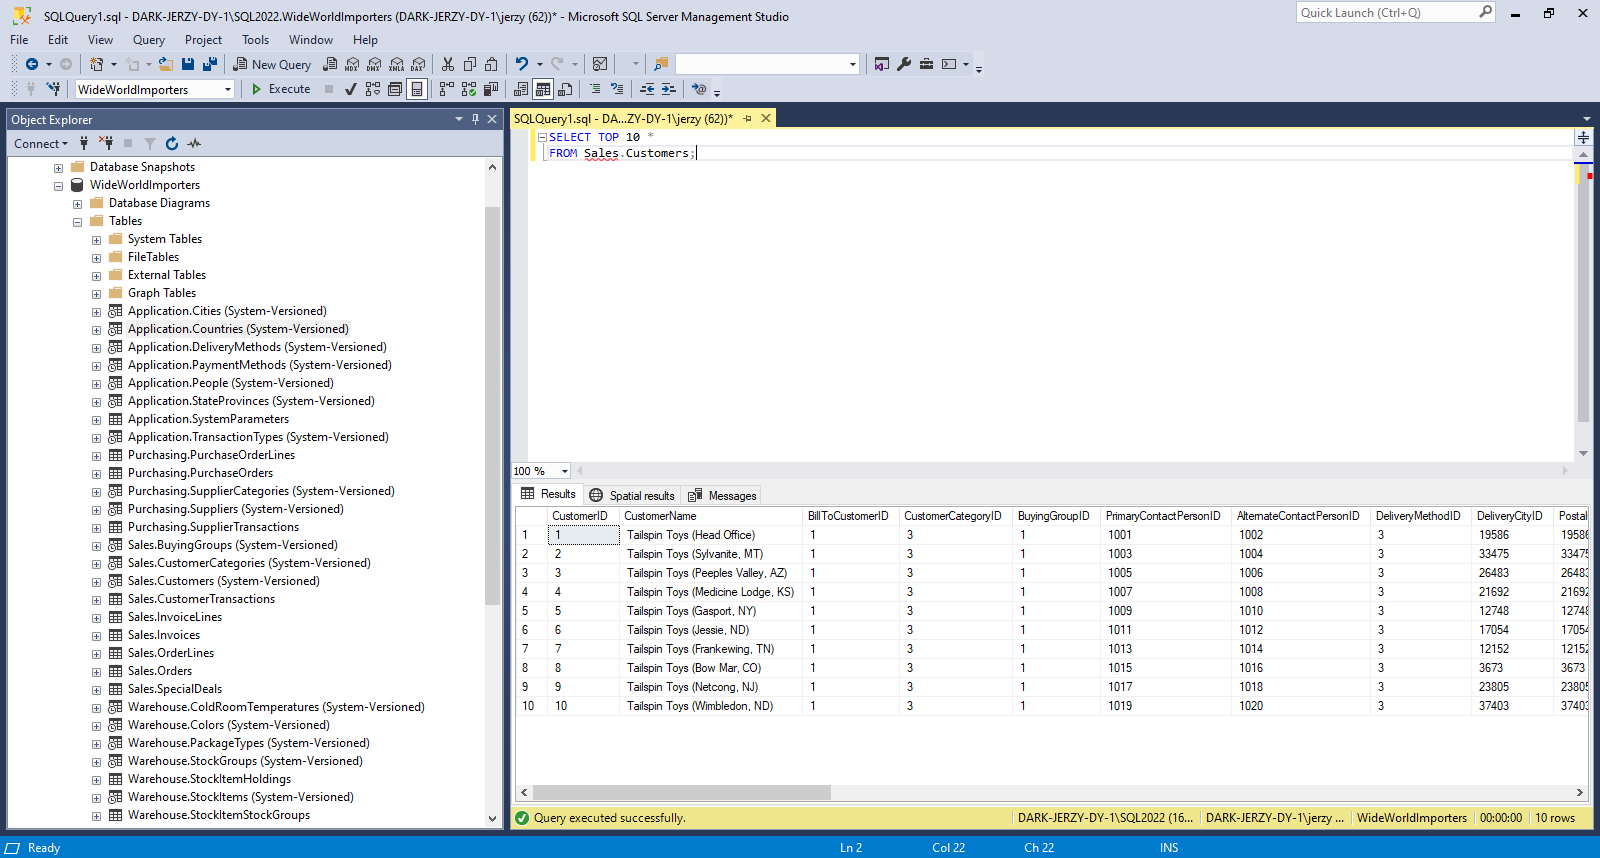 SQLQuery1.sql - DARK-JERZY-DY-1\SQL2022.WideWorldImporters (DARK-JERZY-DY-1\jerzy (62))* - Microsoft SQL Server Management Studio
Quick Launch (Ctrl+Q)
File Edit View Query Project Tools Window Help
New Query MDX DMX XMLA DAX
WideWorldImporters Execute
Object Explorer
Connect
Database Snapshots
WideWorldImporters
Database Diagrams
Tables
System Tables
FileTables
External Tables
Graph Tables
Application.Cities (System-Versioned)
Application.Countries (System-Versioned)
Application.DeliveryMethods (System-Versioned)
Application.PaymentMethods (System-Versioned)
Application.People (System-Versioned)
Application.StateProvinces (System-Versioned)
Application.SystemParameters
Application.TransactionTypes (System-Versioned)
Purchasing.PurchaseOrderLines
Purchasing.PurchaseOrders
Purchasing.SupplierCategories (System-Versioned)
Purchasing.Suppliers (System-Versioned)
Purchasing.SupplierTransactions
Sales.BuyingGroups (System-Versioned)
Sales.CustomerCategories (System-Versioned)
Sales.Customers (System-Versioned)
Sales.CustomerTransactions
Sales.InvoiceLines
Sales.Invoices
Sales.OrderLines
Sales.Orders
Sales.SpecialDeals
Warehouse.ColdRoomTemperatures (System-Versioned)
Warehouse.Colors (System-Versioned)
Warehouse.PackageTypes (System-Versioned)
Warehouse.StockGroups (System-Versioned)
Warehouse.StockItemHoldings
Warehouse.StockItems (System-Versioned)
Warehouse.StockItemStockGroups
SQLQuery1.sql - DA...ZY-DY-1\jerzy (62))*
SELECT TOP 10 *
FROM Sales.Customers;
100 %
Results Spatial results Messages
CustomerID CustomerName BillToCustomerID CustomerCategoryID BuyingGroupID PrimaryContactPersonID AlternateContactPersonID DeliveryMethodID DeliveryCityID Postal
1 1 Tailspin Toys (Head Office) 1 3 1 1001 1002 3 19586 19586
2 2 Tailspin Toys (Sylvanite, MT) 1 3 1 1003 1004 3 33475 33475
3 3 Tailspin Toys (Peeples Valley, AZ) 1 3 1 1005 1006 3 26483 26483
4 4 Tailspin Toys (Medicine Lodge, KS) 1 3 1 1007 1008 3 21692 21692
5 5 Tailspin Toys (Gasport, NY) 1 3 1 1009 1010 3 12748 12748
6 6 Tailspin Toys (Jessie, ND) 1 3 1 1011 1012 3 17054 17054
7 7 Tailspin Toys (Frankewing, TN) 1 3 1 1013 1014 3 12152 12152
8 8 Tailspin Toys (Bow Mar, CO) 1 3 1 1015 1016 3 3673 3673
9 9 Tailspin Toys (Netcong, NJ) 1 3 1 1017 1018 3 23805 23805
10 10 Tailspin Toys (Wimbledon, ND) 1 3 1 1019 1020 3 37403 37403
Query executed successfully. DARK-JERZY-DY-1\SQL2022 (16... DARK-JERZY-DY-1\jerzy ... WideWorldImporters 00:00:00 10 rows
Ready Ln 2 Col 22 Ch 22 INS